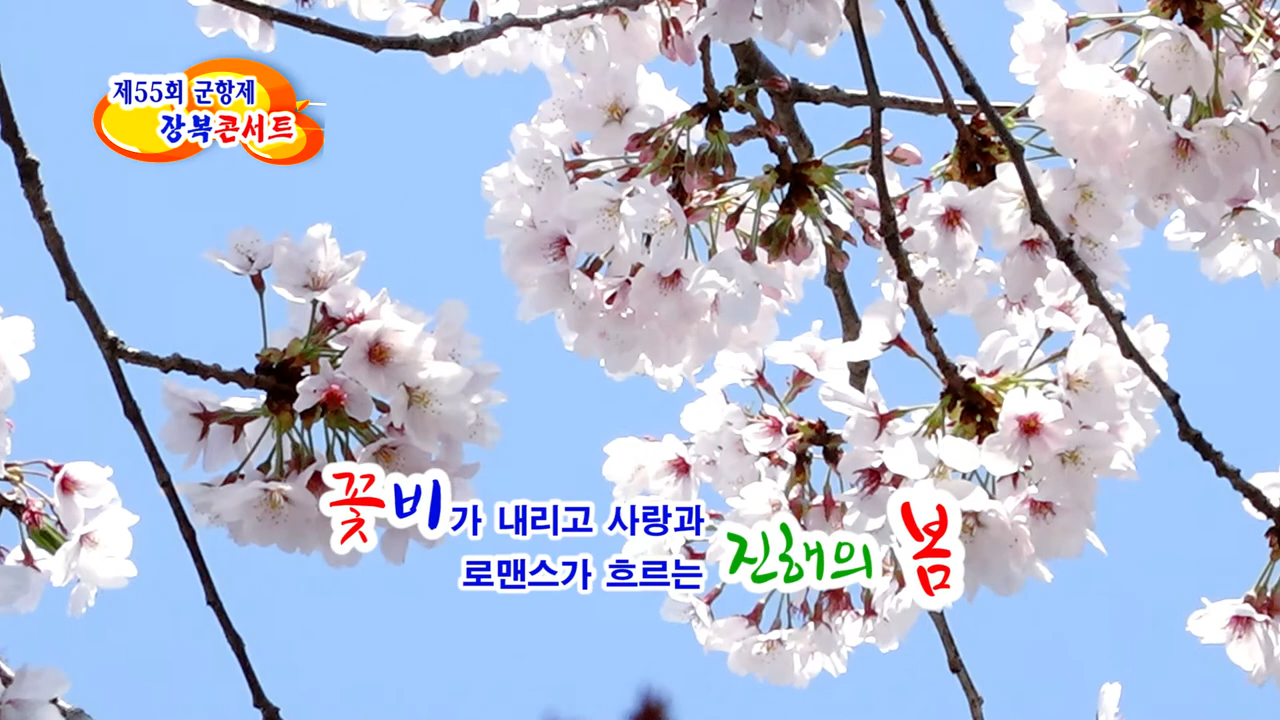 제55회 군항제
장복콘서트
꽃비가 내리고 사랑과
로맨스가 흐르는 진해의 봄